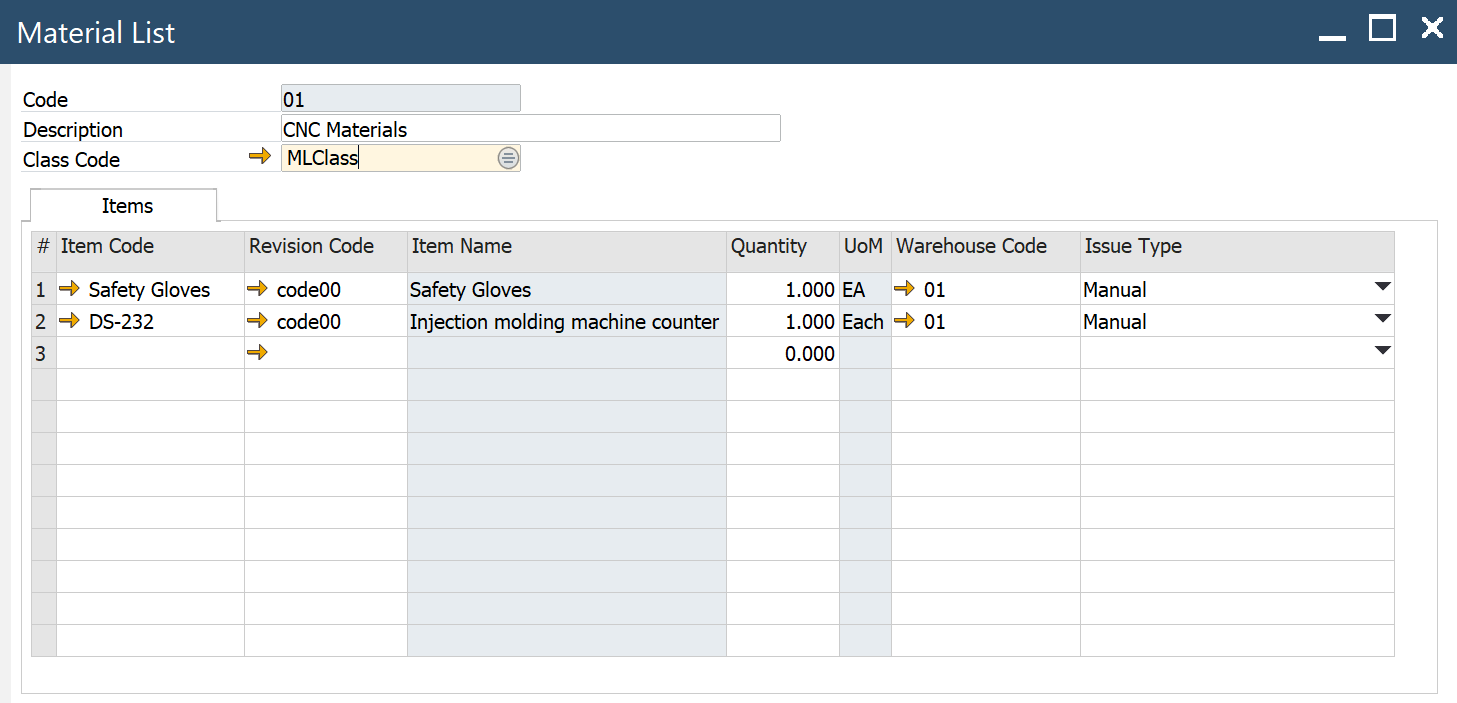 Material List
Code 01
Description CNC Materials
Class Code MLClass
Items
# Item Code Revision Code Item Name Quantity UoM Warehouse Code Issue Type
1 Safety Gloves code00 Safety Gloves 1.000 EA 01 Manual
2 DS-232 code00 Injection molding machine counter 1.000 Each 01 Manual
3 0.000